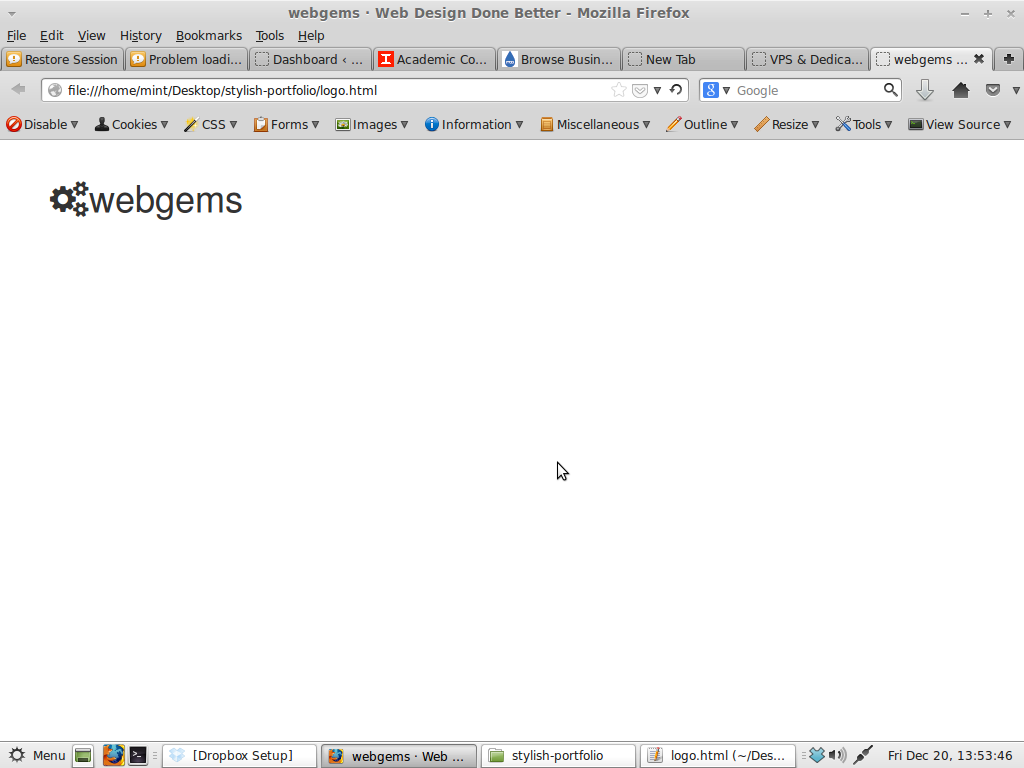 webgems · Web Design Done Better - Mozilla Firefox
File Edit View History Bookmarks Tools Help
Restore Session Problem loadi... Dashboard ‹ ... Academic Co... Browse Busin... New Tab VPS & Dedica... webgems ...
file:///home/mint/Desktop/stylish-portfolio/logo.html Google
Disable Cookies CSS Forms Images Information Miscellaneous Outline Resize Tools View Source
webgems
Menu [Dropbox Setup] webgems · Web ... stylish-portfolio logo.html (~/Des... Fri Dec 20, 13:53:46